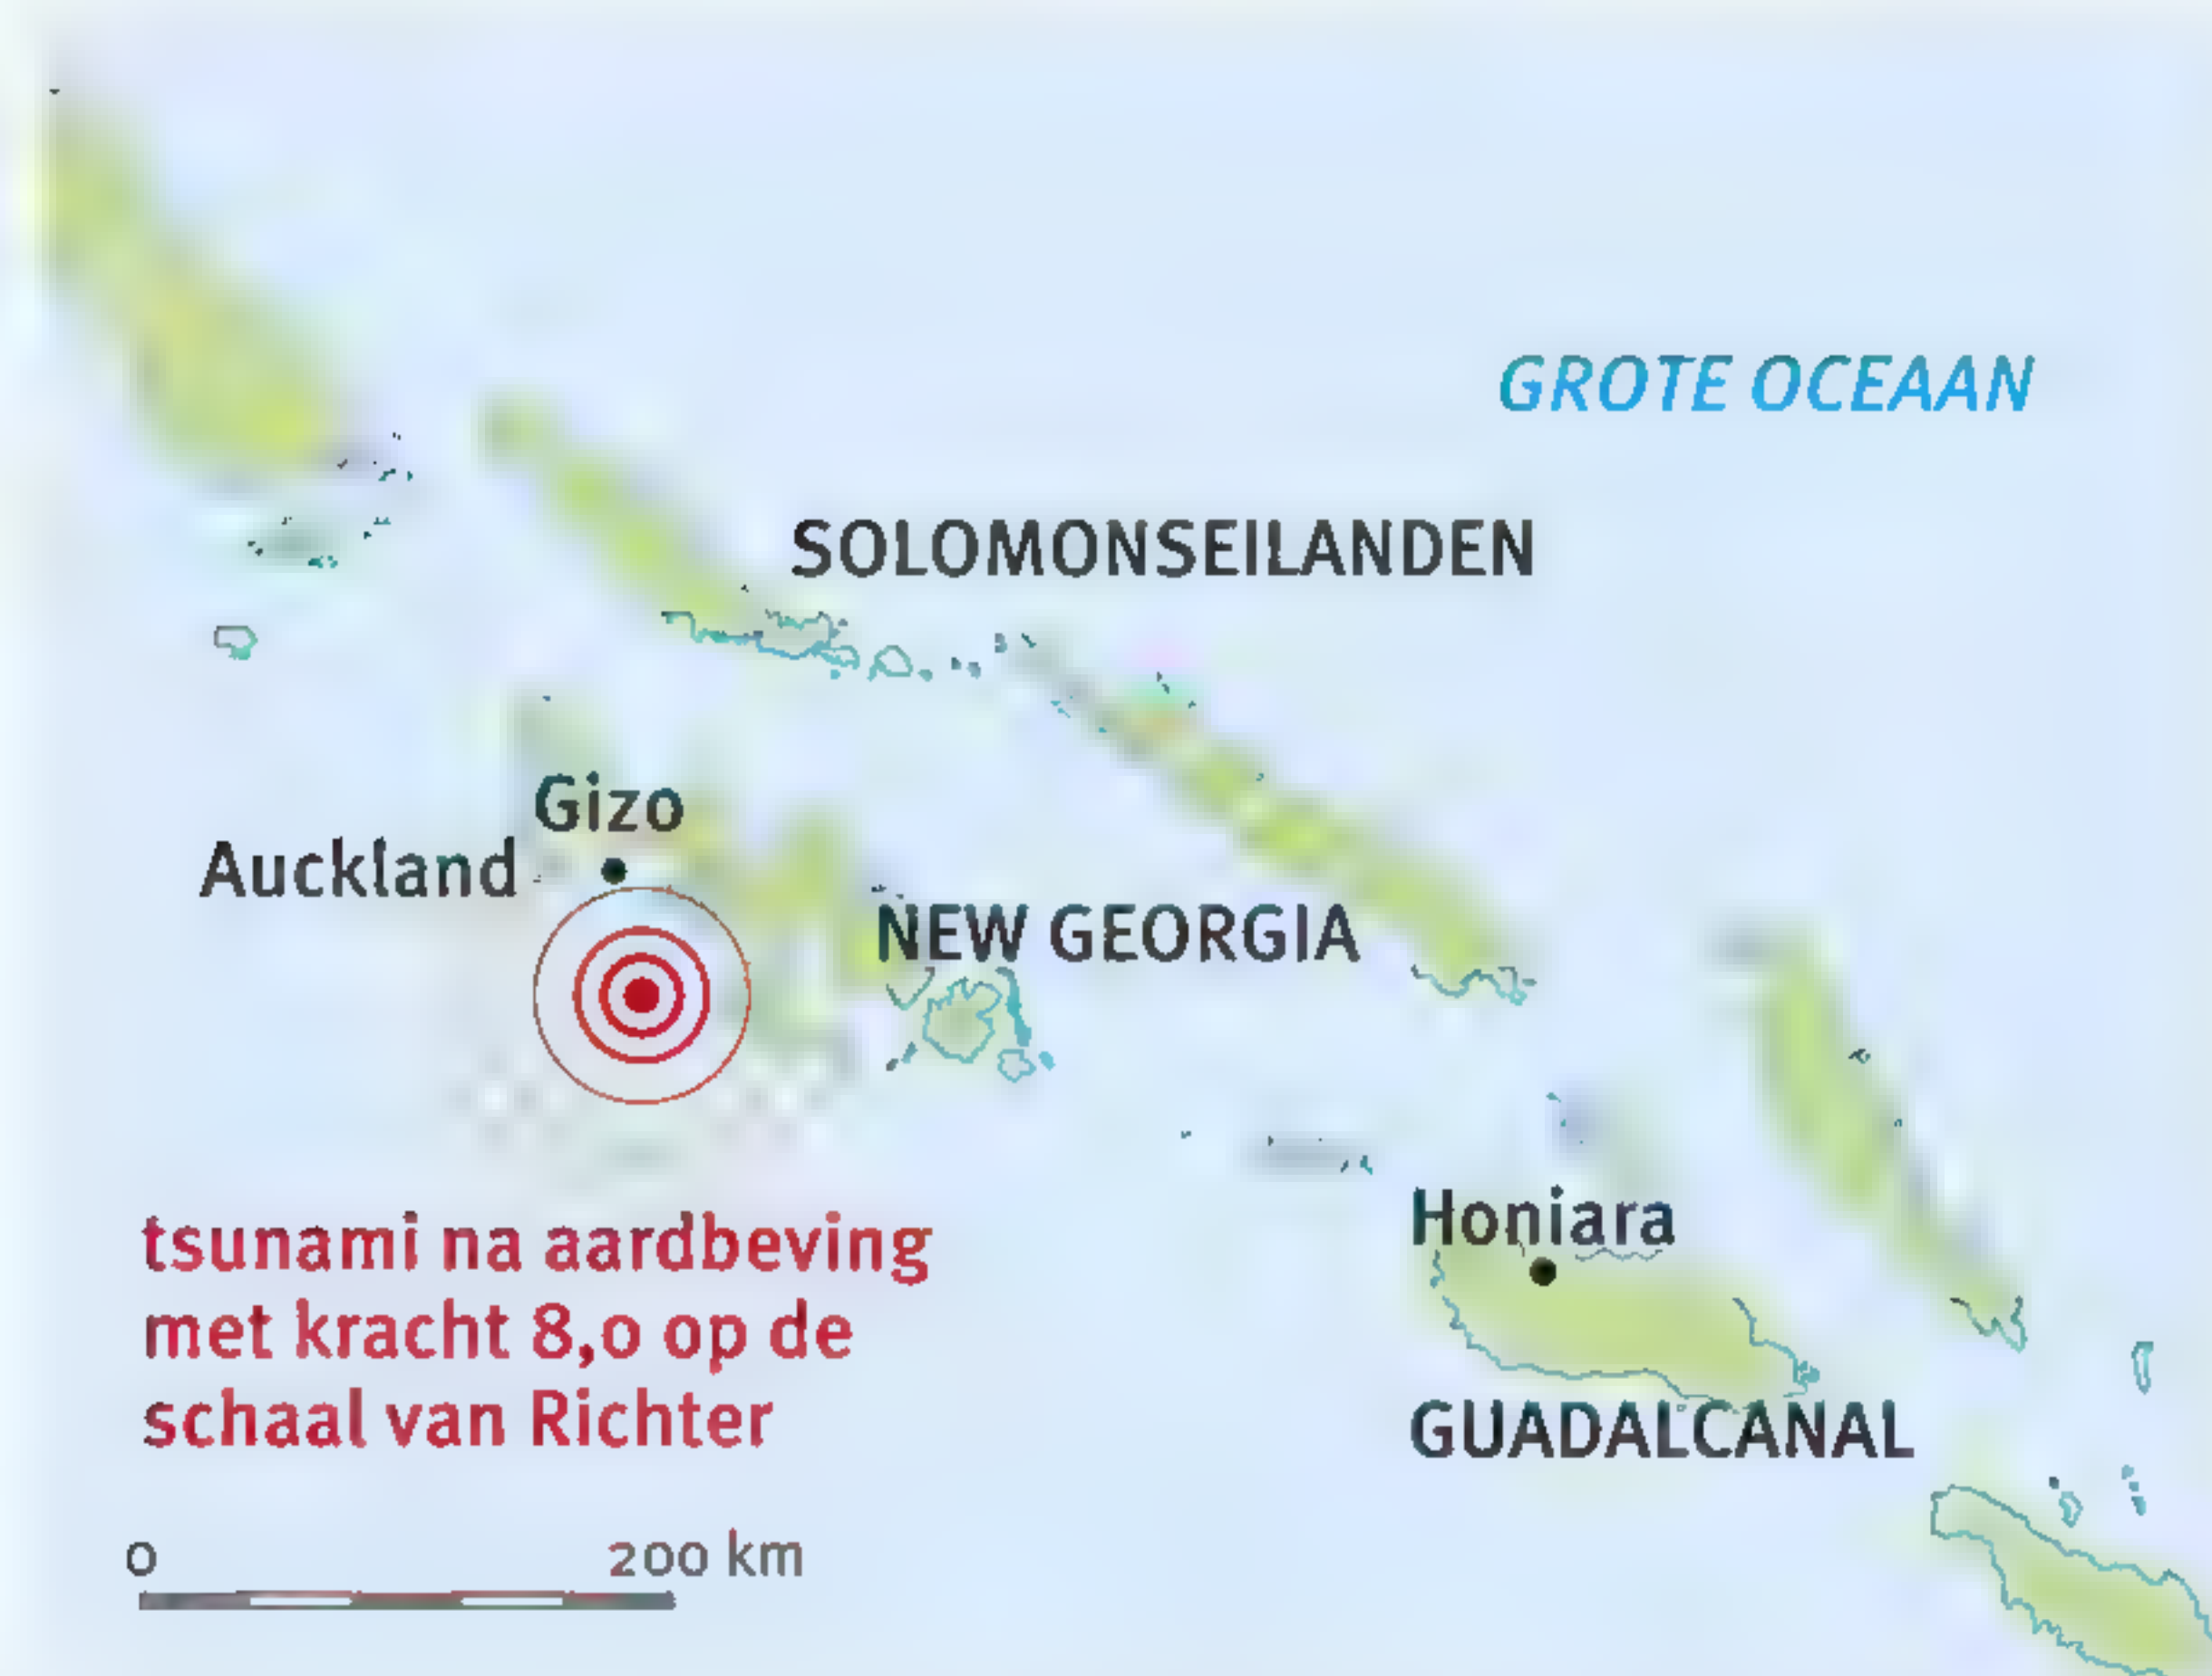 GROTE OCEAAN
SOLOMONSEILANDEN
Gizo
Auckland
NEW GEORGIA
Honiara
GUADALCANAL
tsunami na aardbeving
met kracht 8,0 op de
schaal van Richter
0 200 km